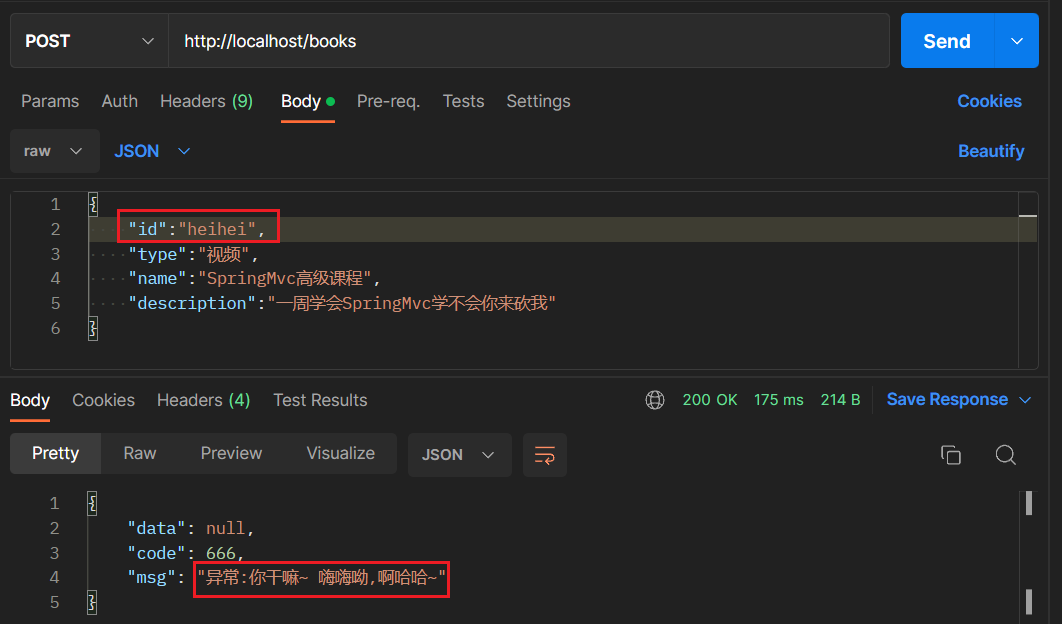 POST http://localhost/books Send
Params Auth Headers (9) Body Pre-req. Tests Settings Cookies
raw JSON Beautify
1 {
2 "id":"heihei",
3 "type":"视频",
4 "name":"SpringMvc高级课程",
5 "description":"一周学会SpringMvc学不会你来砍我"
6 }
Body Cookies Headers (4) Test Results 200 OK 175 ms 214 B Save Response
Pretty Raw Preview Visualize JSON
1 {
2 "data": null,
3 "code": 666,
4 "msg": "异常:你干嘛~ 嗨嗨呦,啊哈哈~"
5 }